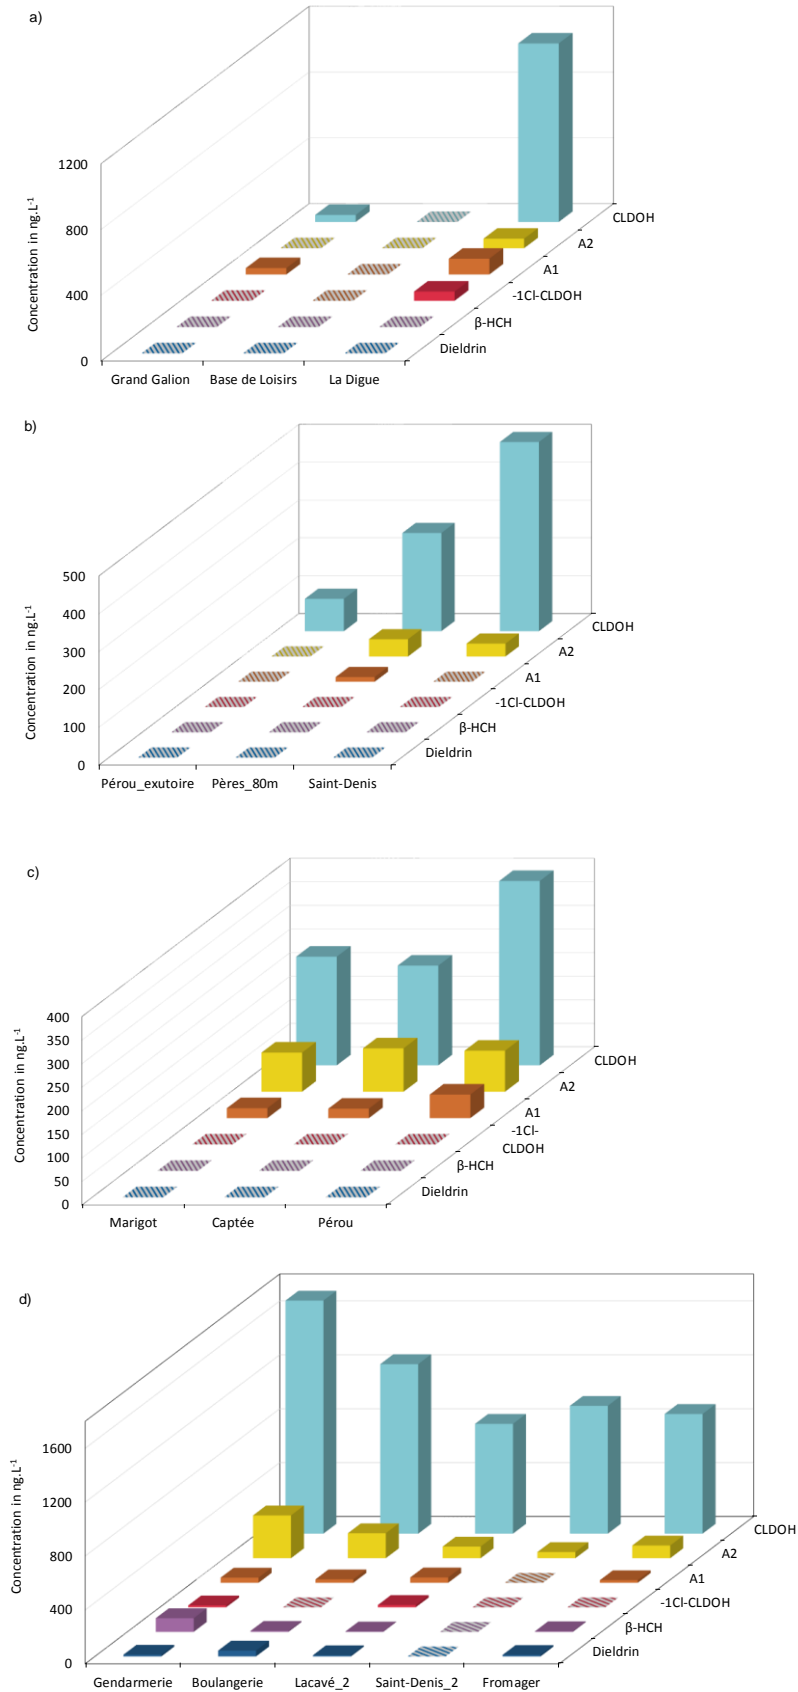 a)
Concentration in ng.L-1
1200
800
400
0
Grand Galion Base de Loisirs La Digue
CLDOH
A2
A1
-1Cl-CLDOH
β-HCH
Dieldrin
b)
Concentration in ng.L-1
500
400
300
200
100
0
Pérou_exutoire Pères_80m Saint-Denis
CLDOH
A2
A1
-1Cl-CLDOH
β-HCH
Dieldrin
c)
Concentration in ng.L-1
400
350
300
250
200
150
100
50
0
Marigot Captée Pérou
CLDOH
A2
A1
-1Cl-
CLDOH
β-HCH
Dieldrin
d)
Concentration in ng.L-1
1600
1200
800
400
0
Gendarmerie Boulangerie Lacavé_2 Saint-Denis_2 Fromager
CLDOH
A2
A1
-1Cl-CLDOH
β-HCH
Dieldrin